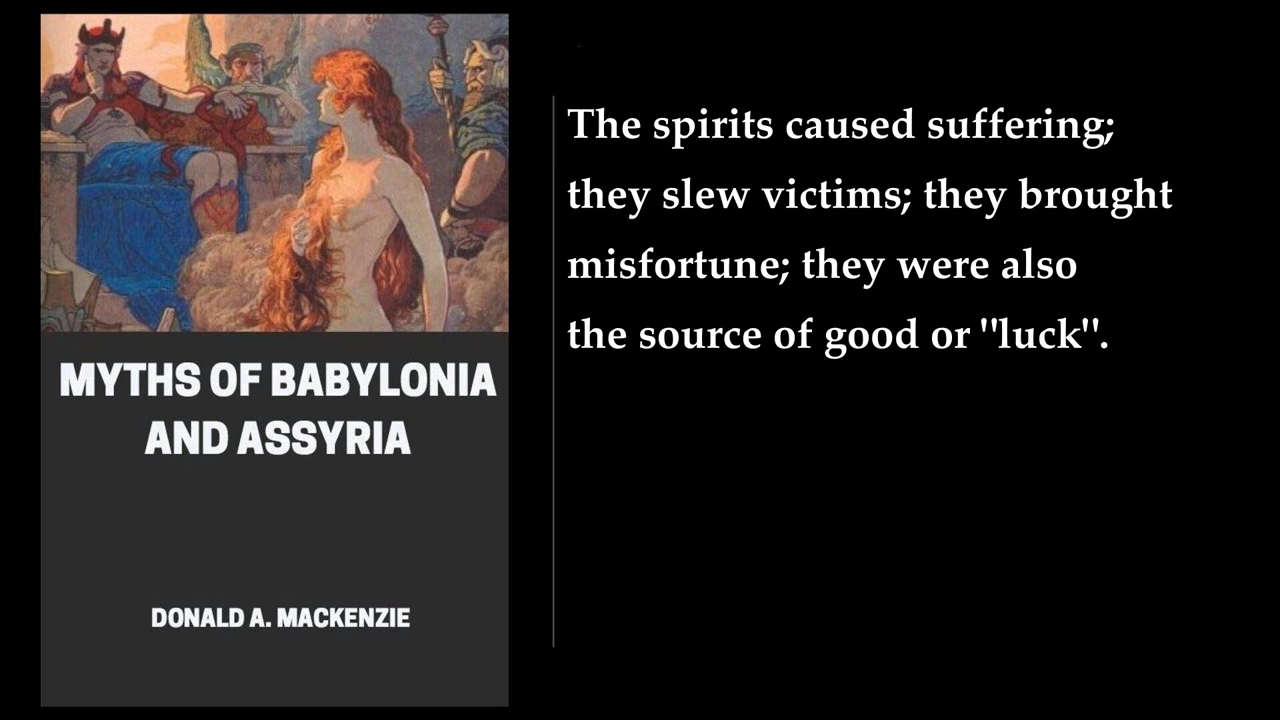 MYTHS OF BABYLONIA
AND ASSYRIA
DONALD A. MACKENZIE
The spirits caused suffering;
they slew victims; they brought
misfortune; they were also
the source of good or "luck".